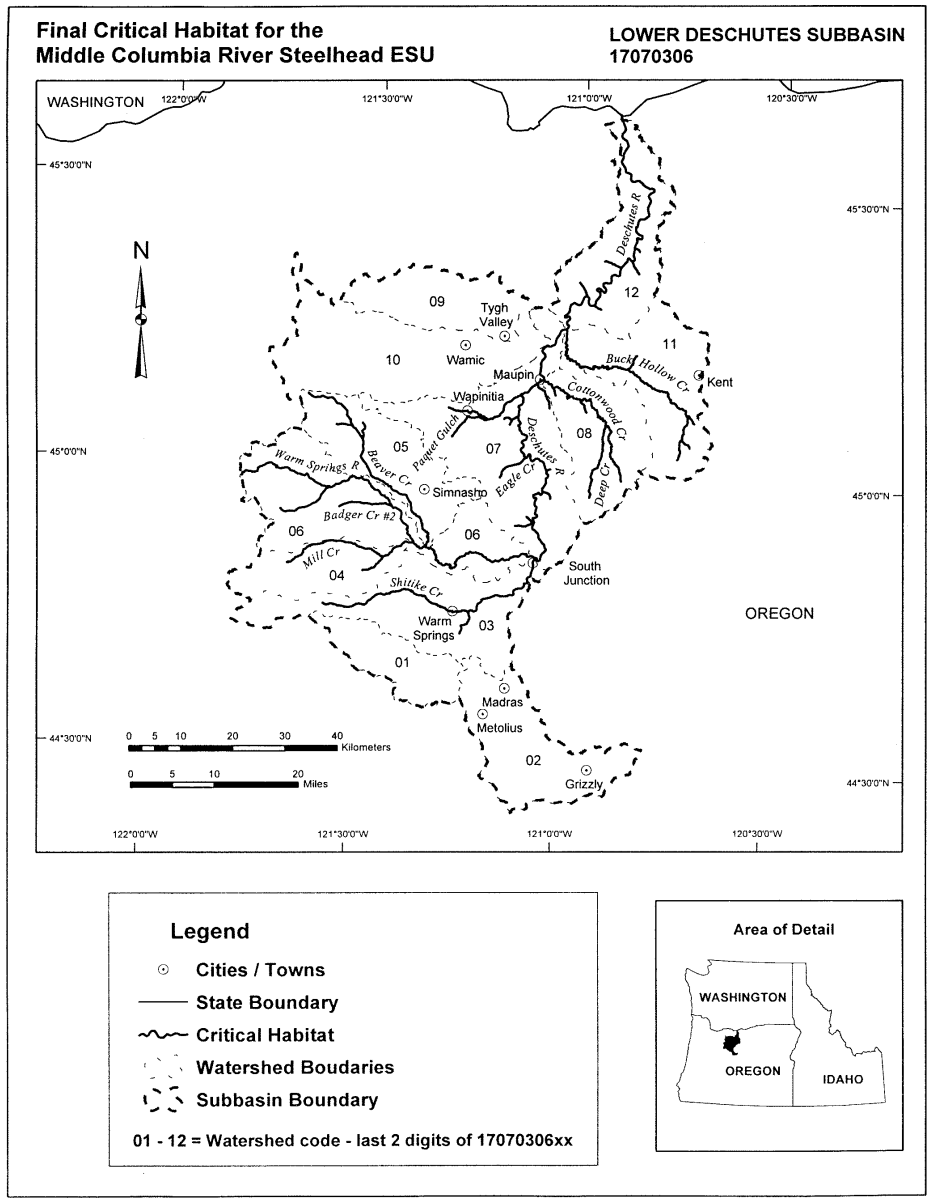 Final Critical Habitat for the
Middle Columbia River Steelhead ESU
LOWER DESCHUTES SUBBASIN
17070306
WASHINGTON
122°0'0"W
121°30'0"W
121°0'0"W
120°30'0"W
45°30'0"N
45°30'0"N
N
Deschutes R
09
12
Tygh
Valley
10
Wamic
11
Buck Hollow Cr
Kent
Maupin
Wapinitia
Cottonwood Cr
Paquet Gulch
05
07
Deschutes R
08
45°0'0"N
Warm Springs R
Beaver Cr
Simnasho
Eagle Cr
Deep Cr
45°0'0"N
Badger Cr #2
06
06
Mill Cr
04
South
Junction
Shitike Cr
OREGON
Warm
Springs
03
01
Madras
Metolius
44°30'0"N
0 5 10 20 30 40
Kilometers
02
0 5 10 20
Miles
Grizzly
44°30'0"N
122°0'0"W
121°30'0"W
121°0'0"W
120°30'0"W
Legend
Cities / Towns
State Boundary
Critical Habitat
Watershed Boudaries
Subbasin Boundary
01 - 12 = Watershed code - last 2 digits of 17070306xx
Area of Detail
WASHINGTON
OREGON
IDAHO